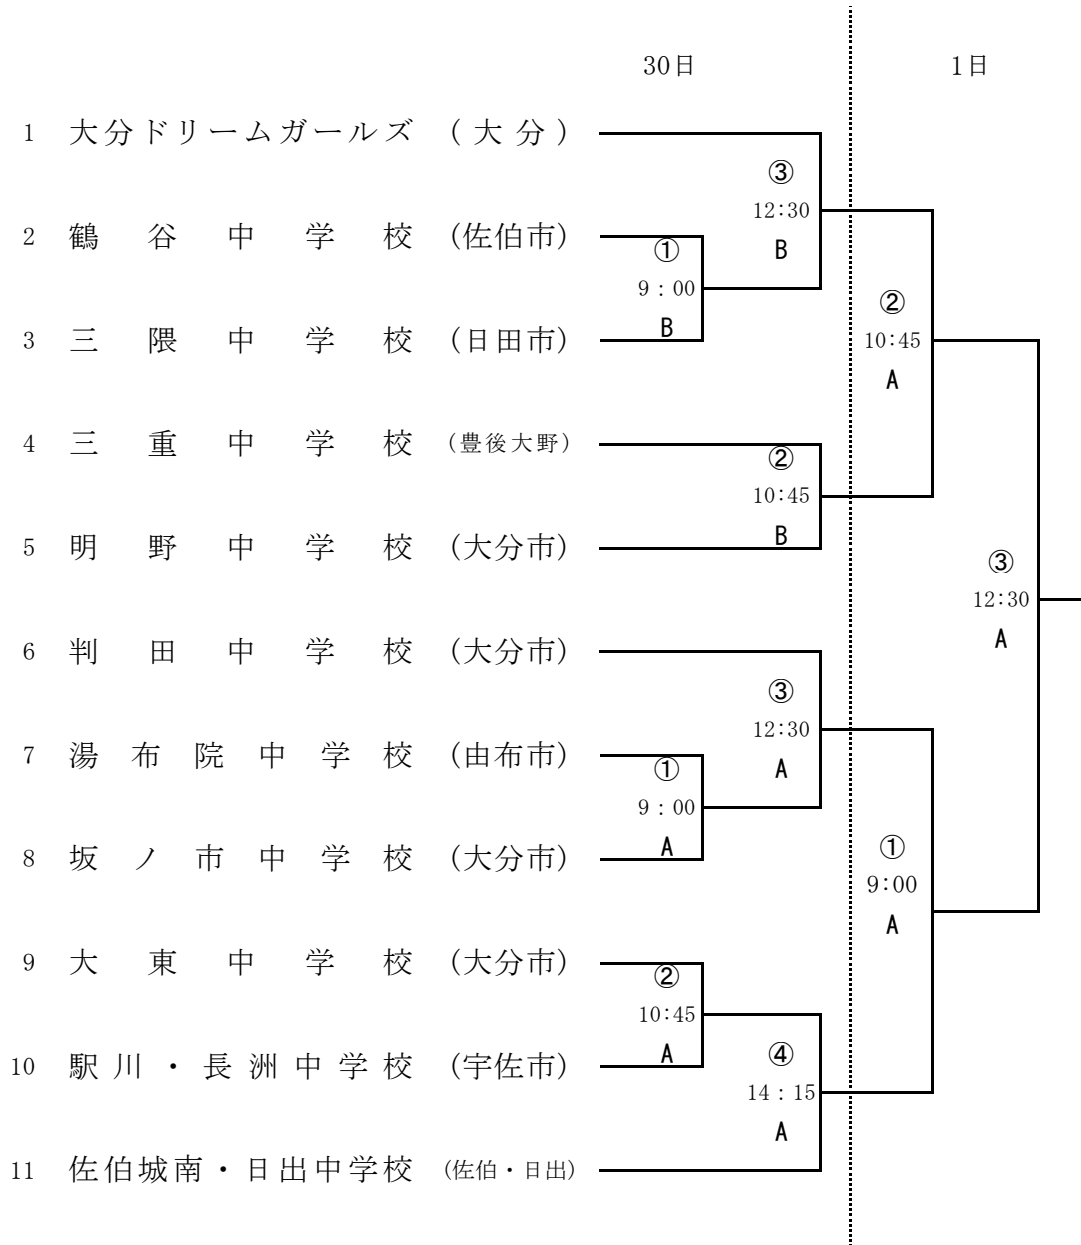 30日 1日
1 大分ドリームガールズ (大分)
③
12:30
B
2 鶴谷中学校 (佐伯市)
①
9:00
B
3 三隈中学校 (日田市)
②
10:45
A
4 三重中学校 (豊後大野)
②
10:45
B
5 明野中学校 (大分市)
③
12:30
A
6 判田中学校 (大分市)
③
12:30
A
7 湯布院中学校 (由布市)
①
9:00
A
8 坂ノ市中学校 (大分市)
①
9:00
A
9 大東中学校 (大分市)
②
10:45
A
10 駅川・長洲中学校 (宇佐市)
④
14:15
A
11 佐伯城南・日出中学校 (佐伯・日出)